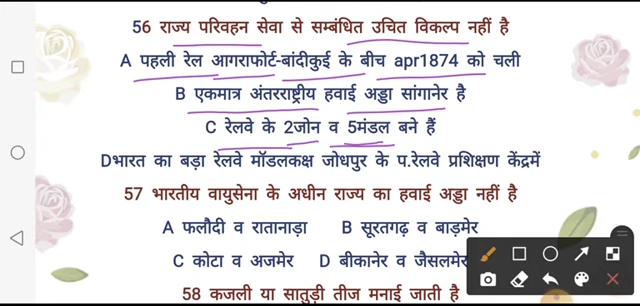 56 राज्य परिवहन सेवा से सम्बंधित उचित विकल्प नहीं है
A पहली रेल आगराफोर्ट-बांदीकुई के बीच apr1874 को चली
B एकमात्र अंतरराष्ट्रीय हवाई अड्डा सांगानेर है
C रेलवे के 2जोन व 5मंडल बने हैं
Dभारत का बड़ा रेलवे मॉडलकक्ष जोधपुर के प.रेलवे प्रशिक्षण केंद्रमें
57 भारतीय वायुसेना के अधीन राज्य का हवाई अड्डा नहीं है
A फलौदी व रातानाड़ा B सूरतगढ़ व बाड़मेर
C कोटा व अजमेर D बीकानेर व जैसलमेर
58 कजली या सातुड़ी तीज मनाई जाती है